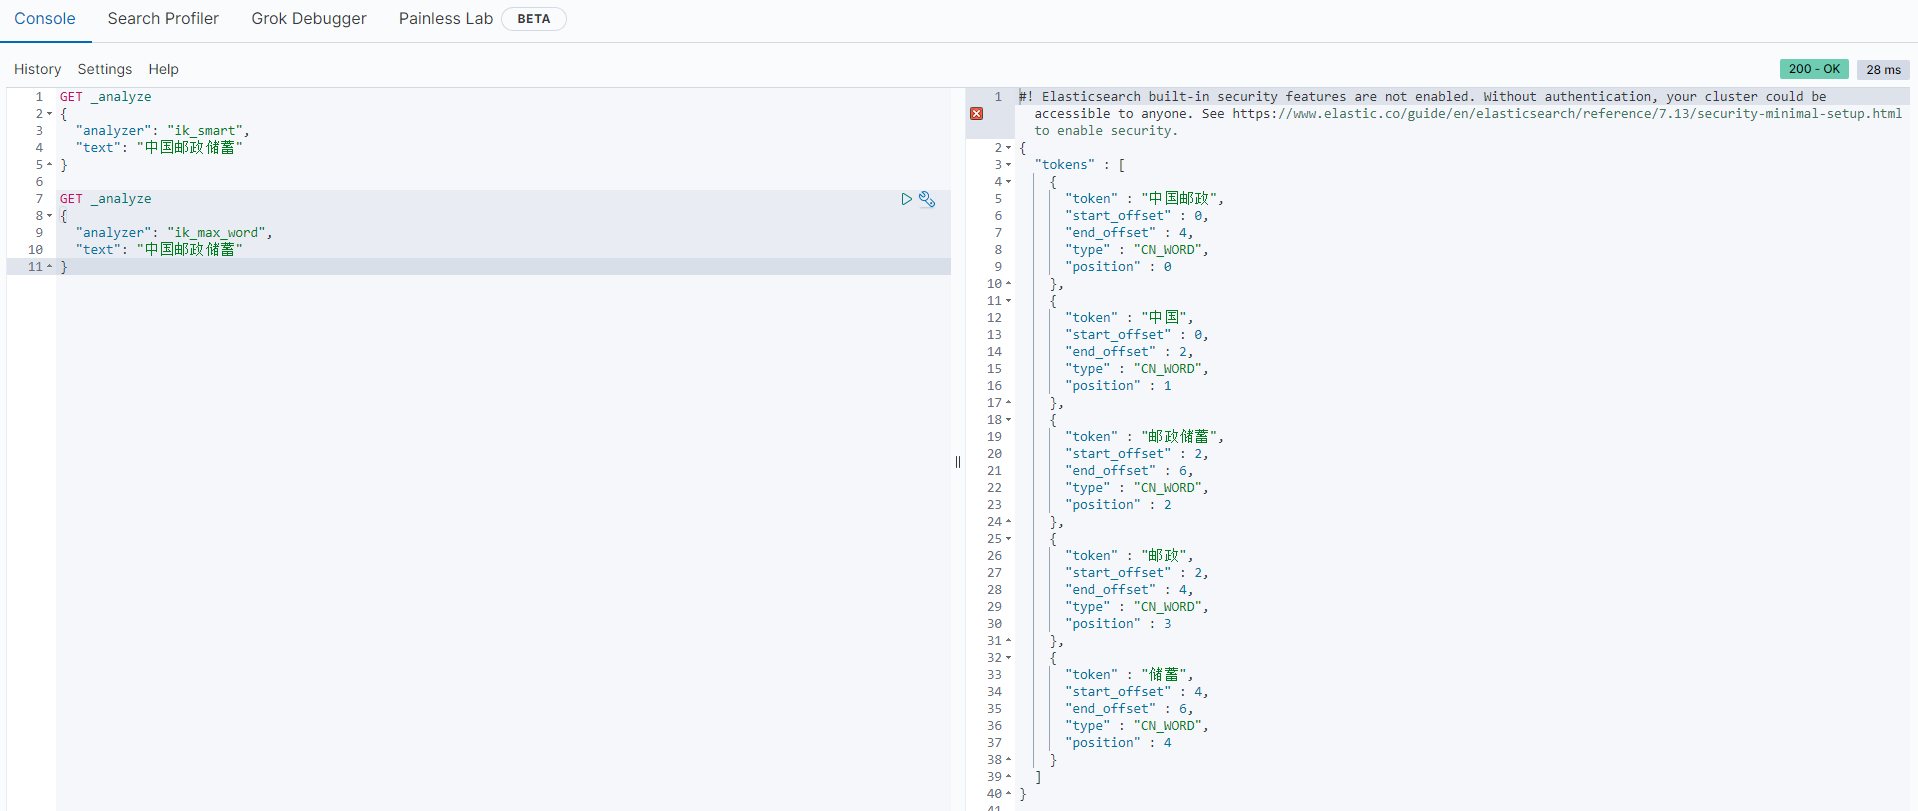 Console Search Profiler Grok Debugger Painless Lab BETA
History Settings Help
200 - OK 28 ms
1 GET _analyze
2 {
3 "analyzer": "ik_smart",
4 "text": "中国邮政储蓄"
5 }
6
7 GET _analyze
8 {
9 "analyzer": "ik_max_word",
10 "text": "中国邮政储蓄"
11 }
1 #! Elasticsearch built-in security features are not enabled. Without authentication, your cluster could be
accessible to anyone. See https://www.elastic.co/guide/en/elasticsearch/reference/7.13/security-minimal-setup.html
to enable security.
2 {
3 "tokens" : [
4 {
5 "token" : "中国邮政",
6 "start_offset" : 0,
7 "end_offset" : 4,
8 "type" : "CN_WORD",
9 "position" : 0
10 },
11 {
12 "token" : "中国",
13 "start_offset" : 0,
14 "end_offset" : 2,
15 "type" : "CN_WORD",
16 "position" : 1
17 },
18 {
19 "token" : "邮政储蓄",
20 "start_offset" : 2,
21 "end_offset" : 6,
22 "type" : "CN_WORD",
23 "position" : 2
24 },
25 {
26 "token" : "邮政",
27 "start_offset" : 2,
28 "end_offset" : 4,
29 "type" : "CN_WORD",
30 "position" : 3
31 },
32 {
33 "token" : "储蓄",
34 "start_offset" : 4,
35 "end_offset" : 6,
36 "type" : "CN_WORD",
37 "position" : 4
38 }
39 ]
40 }
41